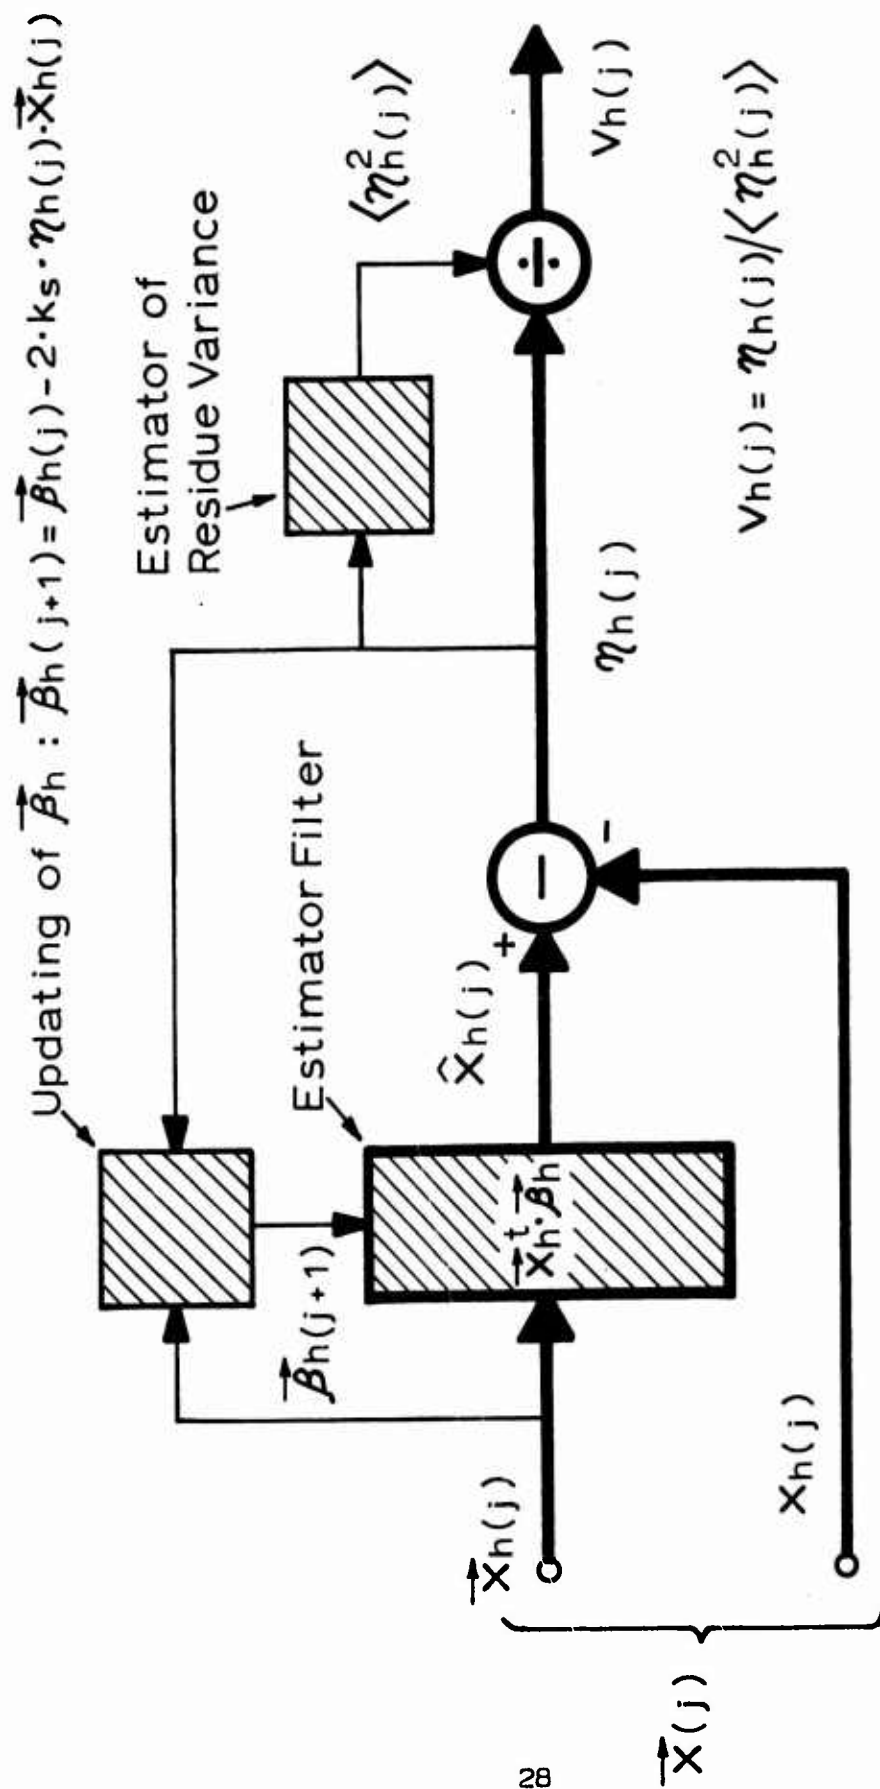 Updating of β⃗h : β⃗h(j+1) = β⃗h(j) - 2·ks·ηh(j)·x⃗h(j)
Estimator of
Residue Variance
⟨η²h(j)⟩
Estimator Filter
β⃗h(j+1)
x⃗ᵗh·β⃗h
x̂h(j)
+
−
-
÷
x⃗h(j)
ηh(j)
Vh(j)
xh(j)
Vh(j) = ηh(j)/⟨η²h(j)⟩
x⃗(j)
28